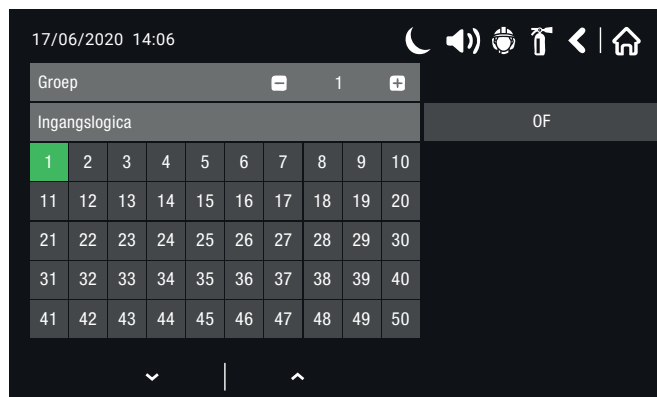 17/06/2020 14:06
Groep 1
Ingangslogica OF
1 2 3 4 5 6 7 8 9 10
11 12 13 14 15 16 17 18 19 20
21 22 23 24 25 26 27 28 29 30
31 32 33 34 35 36 37 38 39 40
41 42 43 44 45 46 47 48 49 50